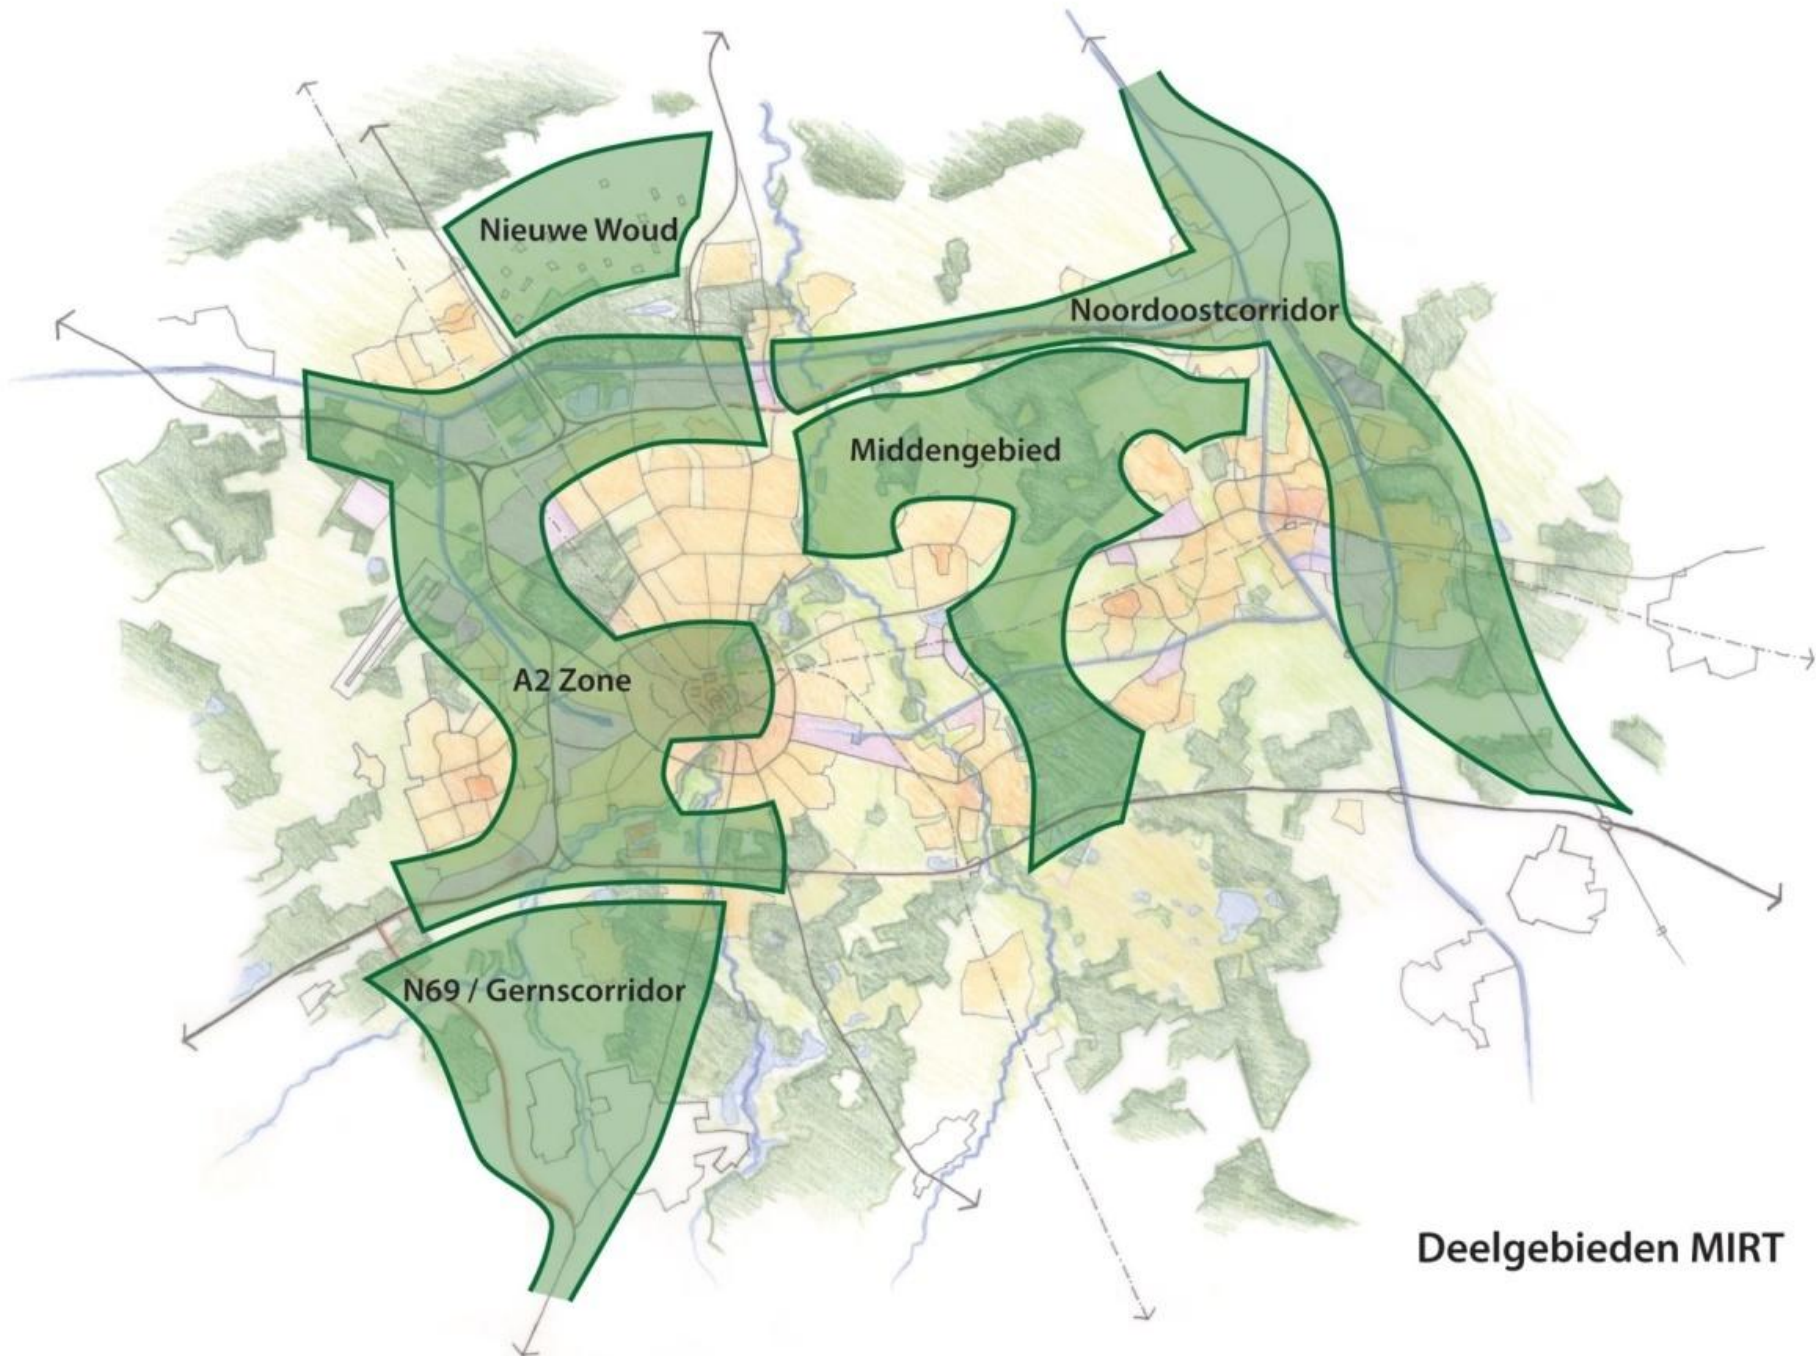 Nieuwe Woud
Noordoostcorridor
Middengebied
A2 Zone
N69 / Gernscorridor
Deelgebieden MIRT